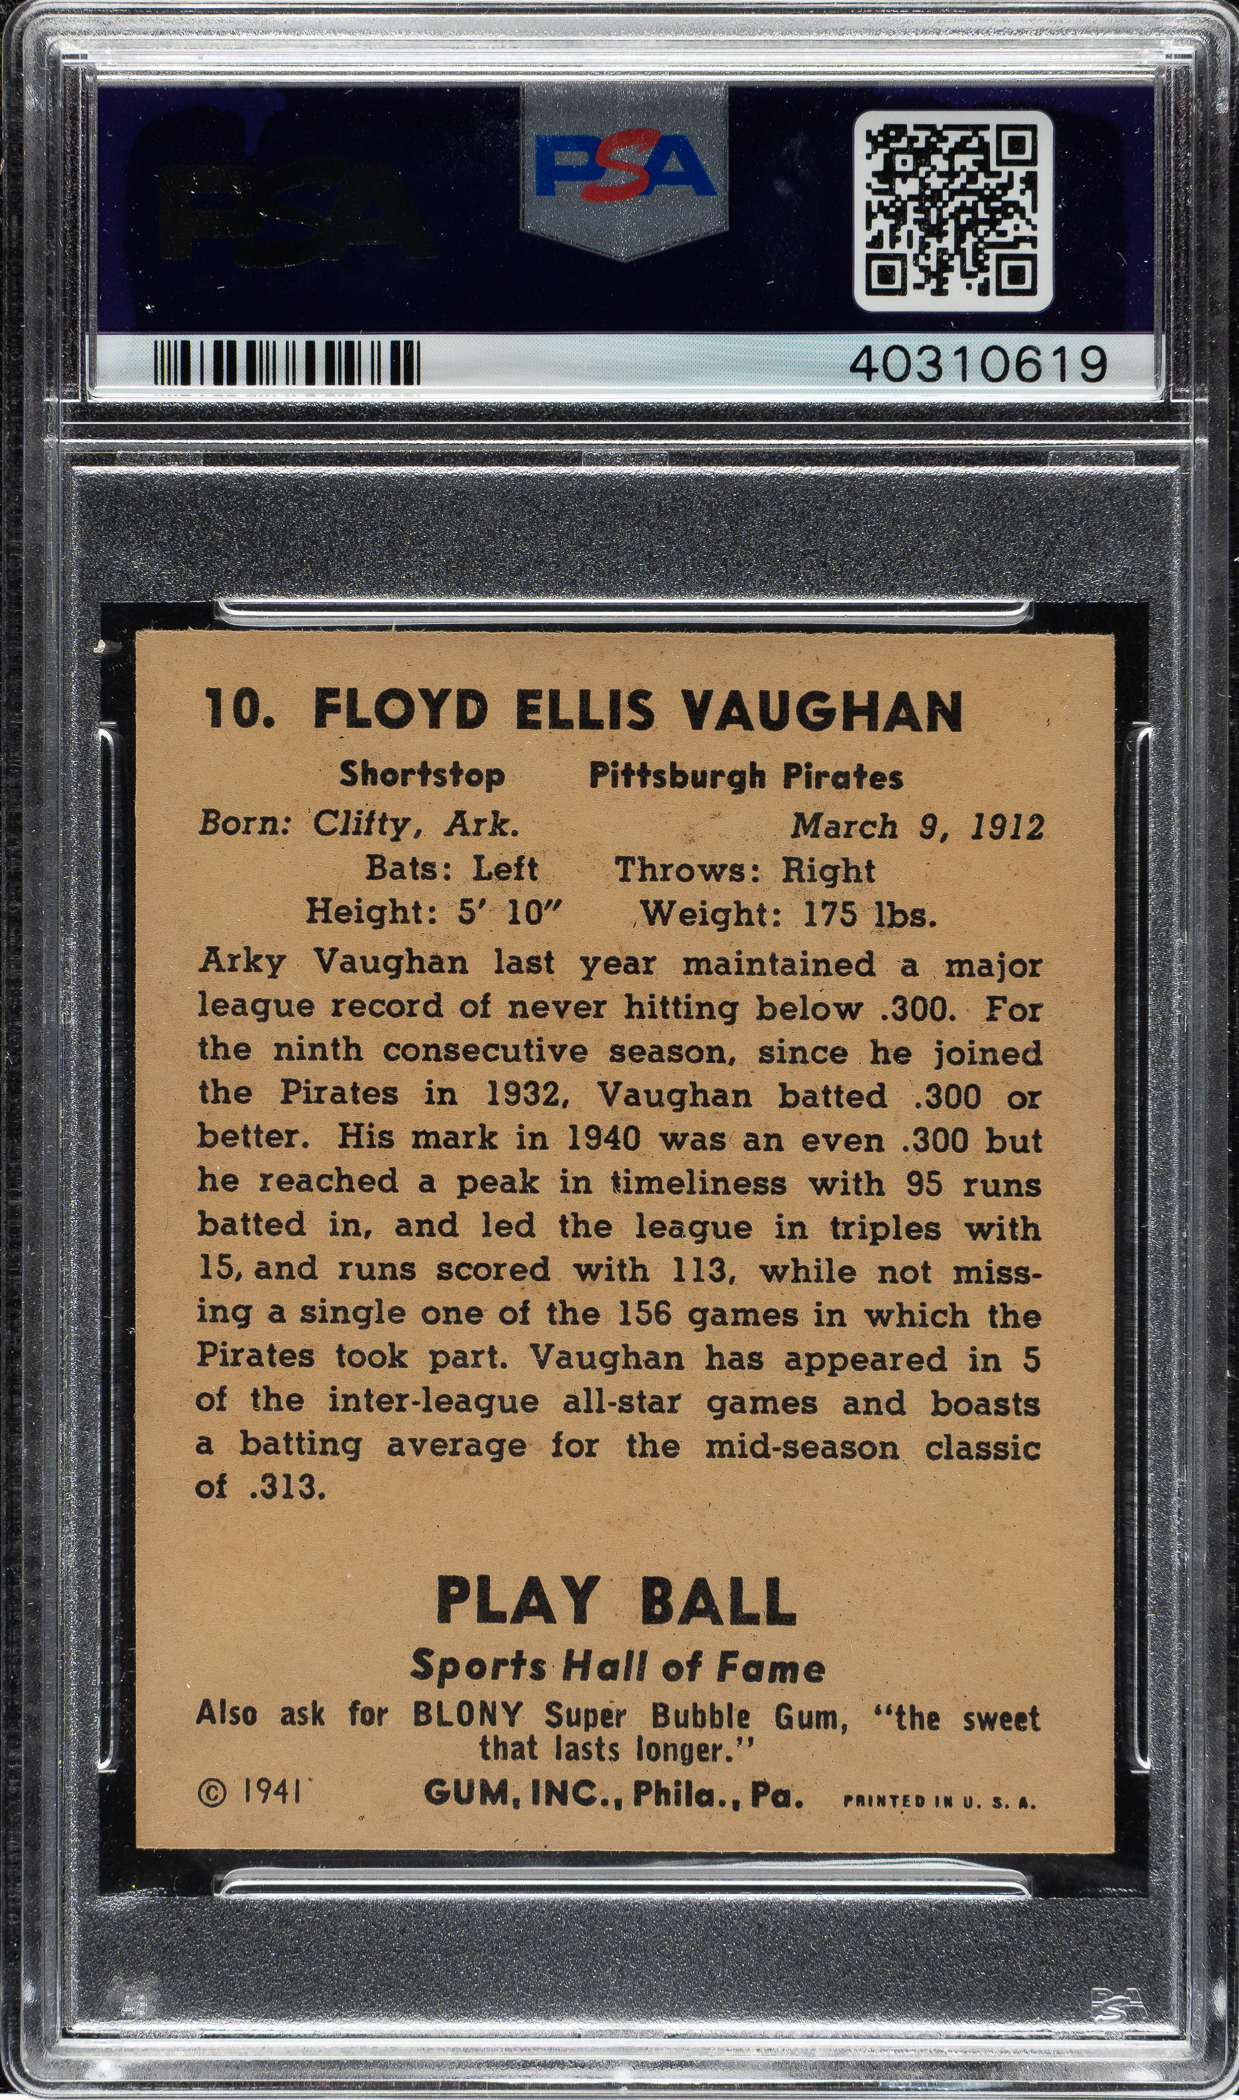 PSA
PSA
40310619
10. FLOYD ELLIS VAUGHAN
Shortstop Pittsburgh Pirates
Born: Clifty, Ark. March 9, 1912
Bats: Left Throws: Right
Height: 5' 10" Weight: 175 lbs.
Arky Vaughan last year maintained a major
league record of never hitting below .300. For
the ninth consecutive season, since he joined
the Pirates in 1932, Vaughan batted .300 or
better. His mark in 1940 was an even .300 but
he reached a peak in timeliness with 95 runs
batted in, and led the league in triples with
15, and runs scored with 113, while not miss-
ing a single one of the 156 games in which the
Pirates took part. Vaughan has appeared in 5
of the inter-league all-star games and boasts
a batting average for the mid-season classic
of .313.
PLAY BALL
Sports Hall of Fame
Also ask for BLONY Super Bubble Gum, "the sweet
that lasts longer."
© 1941 GUM, INC., Phila., Pa. PRINTED IN U. S. A.
PSA